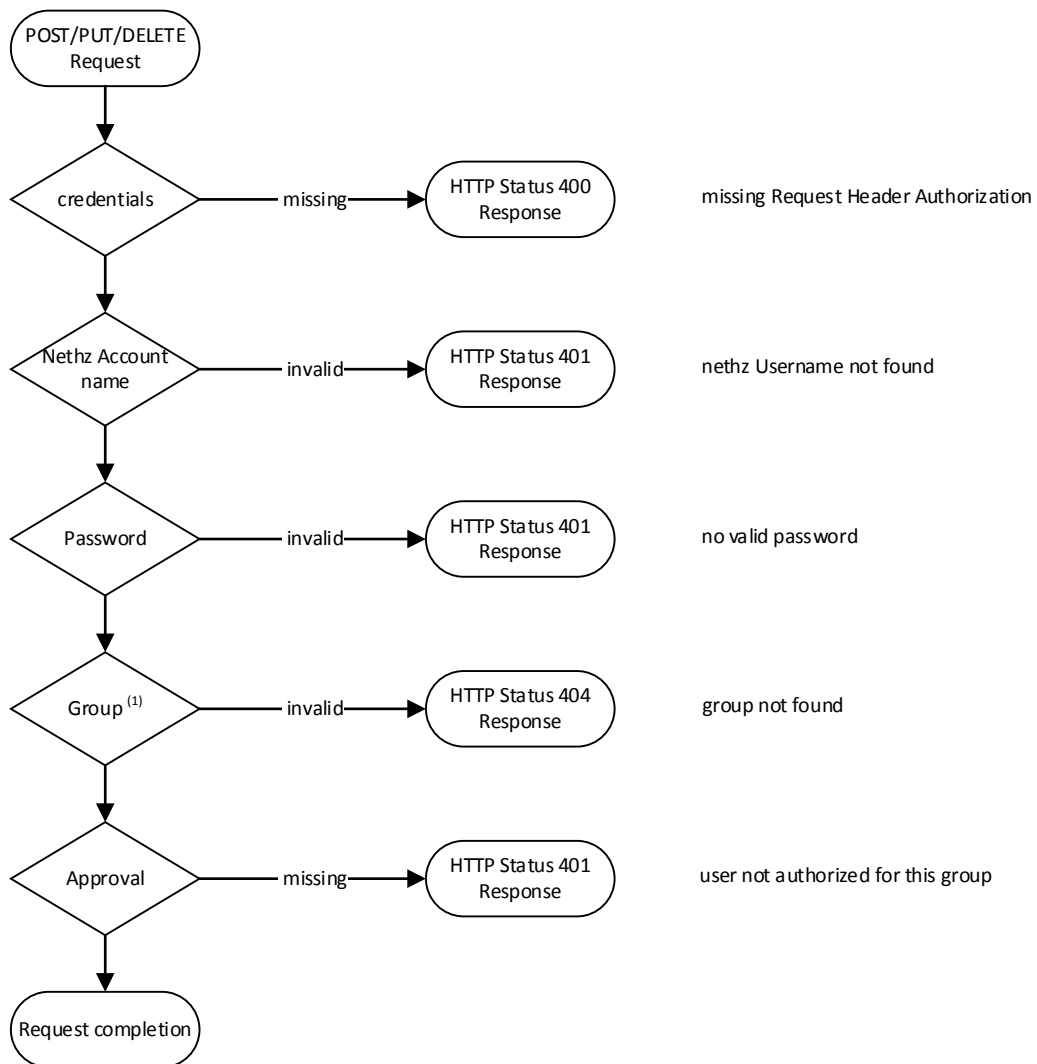 POST/PUT/DELETE
Request
credentials
missing
HTTP Status 400
Response
missing Request Header Authorization
Nethz Account
name
invalid
HTTP Status 401
Response
nethz Username not found
Password
invalid
HTTP Status 401
Response
no valid password
Group (1)
invalid
HTTP Status 404
Response
group not found
Approval
missing
HTTP Status 401
Response
user not authorized for this group
Request completion